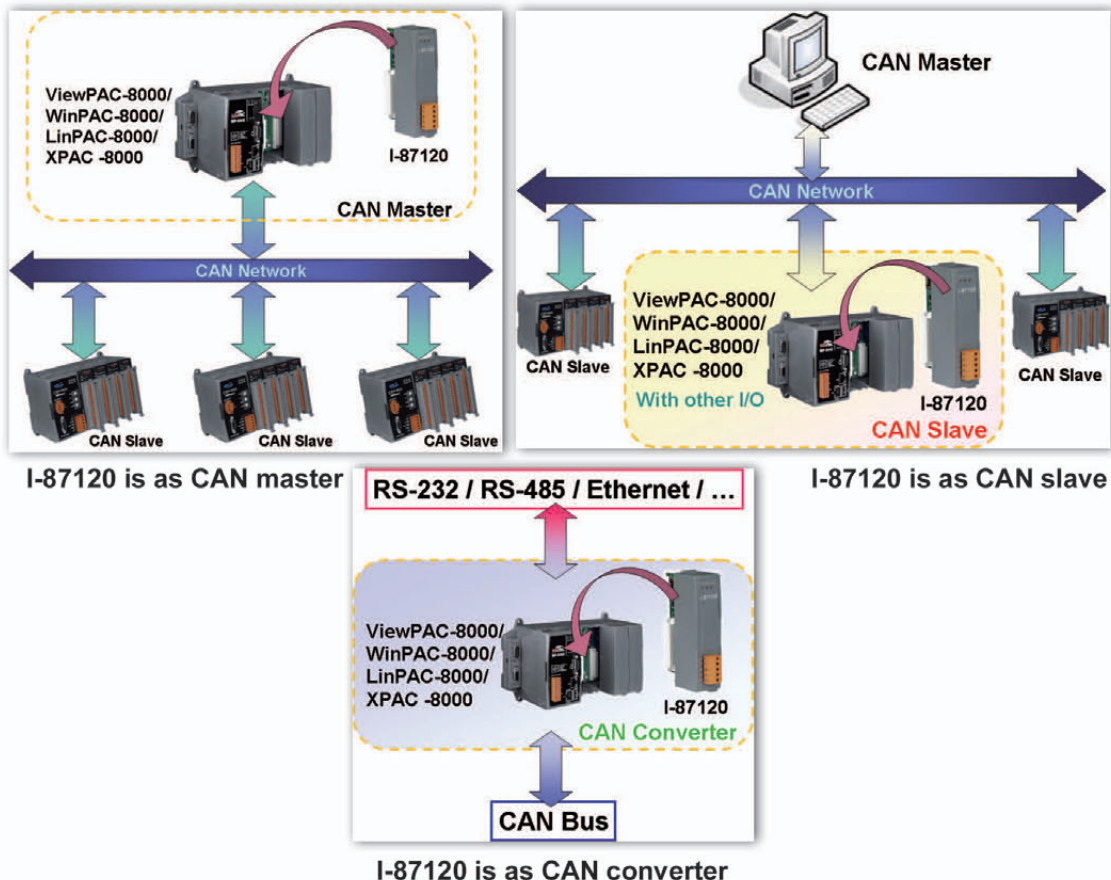 ViewPAC-8000/
WinPAC-8000/
LinPAC-8000/
XPAC -8000
I-87120
CAN Master
CAN Network
CAN Slave
CAN Slave
CAN Slave
I-87120 is as CAN master
CAN Master
CAN Network
CAN Slave
ViewPAC-8000/
WinPAC-8000/
LinPAC-8000/
XPAC -8000
With other I/O
I-87120
CAN Slave
CAN Slave
I-87120 is as CAN slave
RS-232 / RS-485 / Ethernet / ...
ViewPAC-8000/
WinPAC-8000/
LinPAC-8000/
XPAC -8000
I-87120
CAN Converter
CAN Bus
I-87120 is as CAN converter